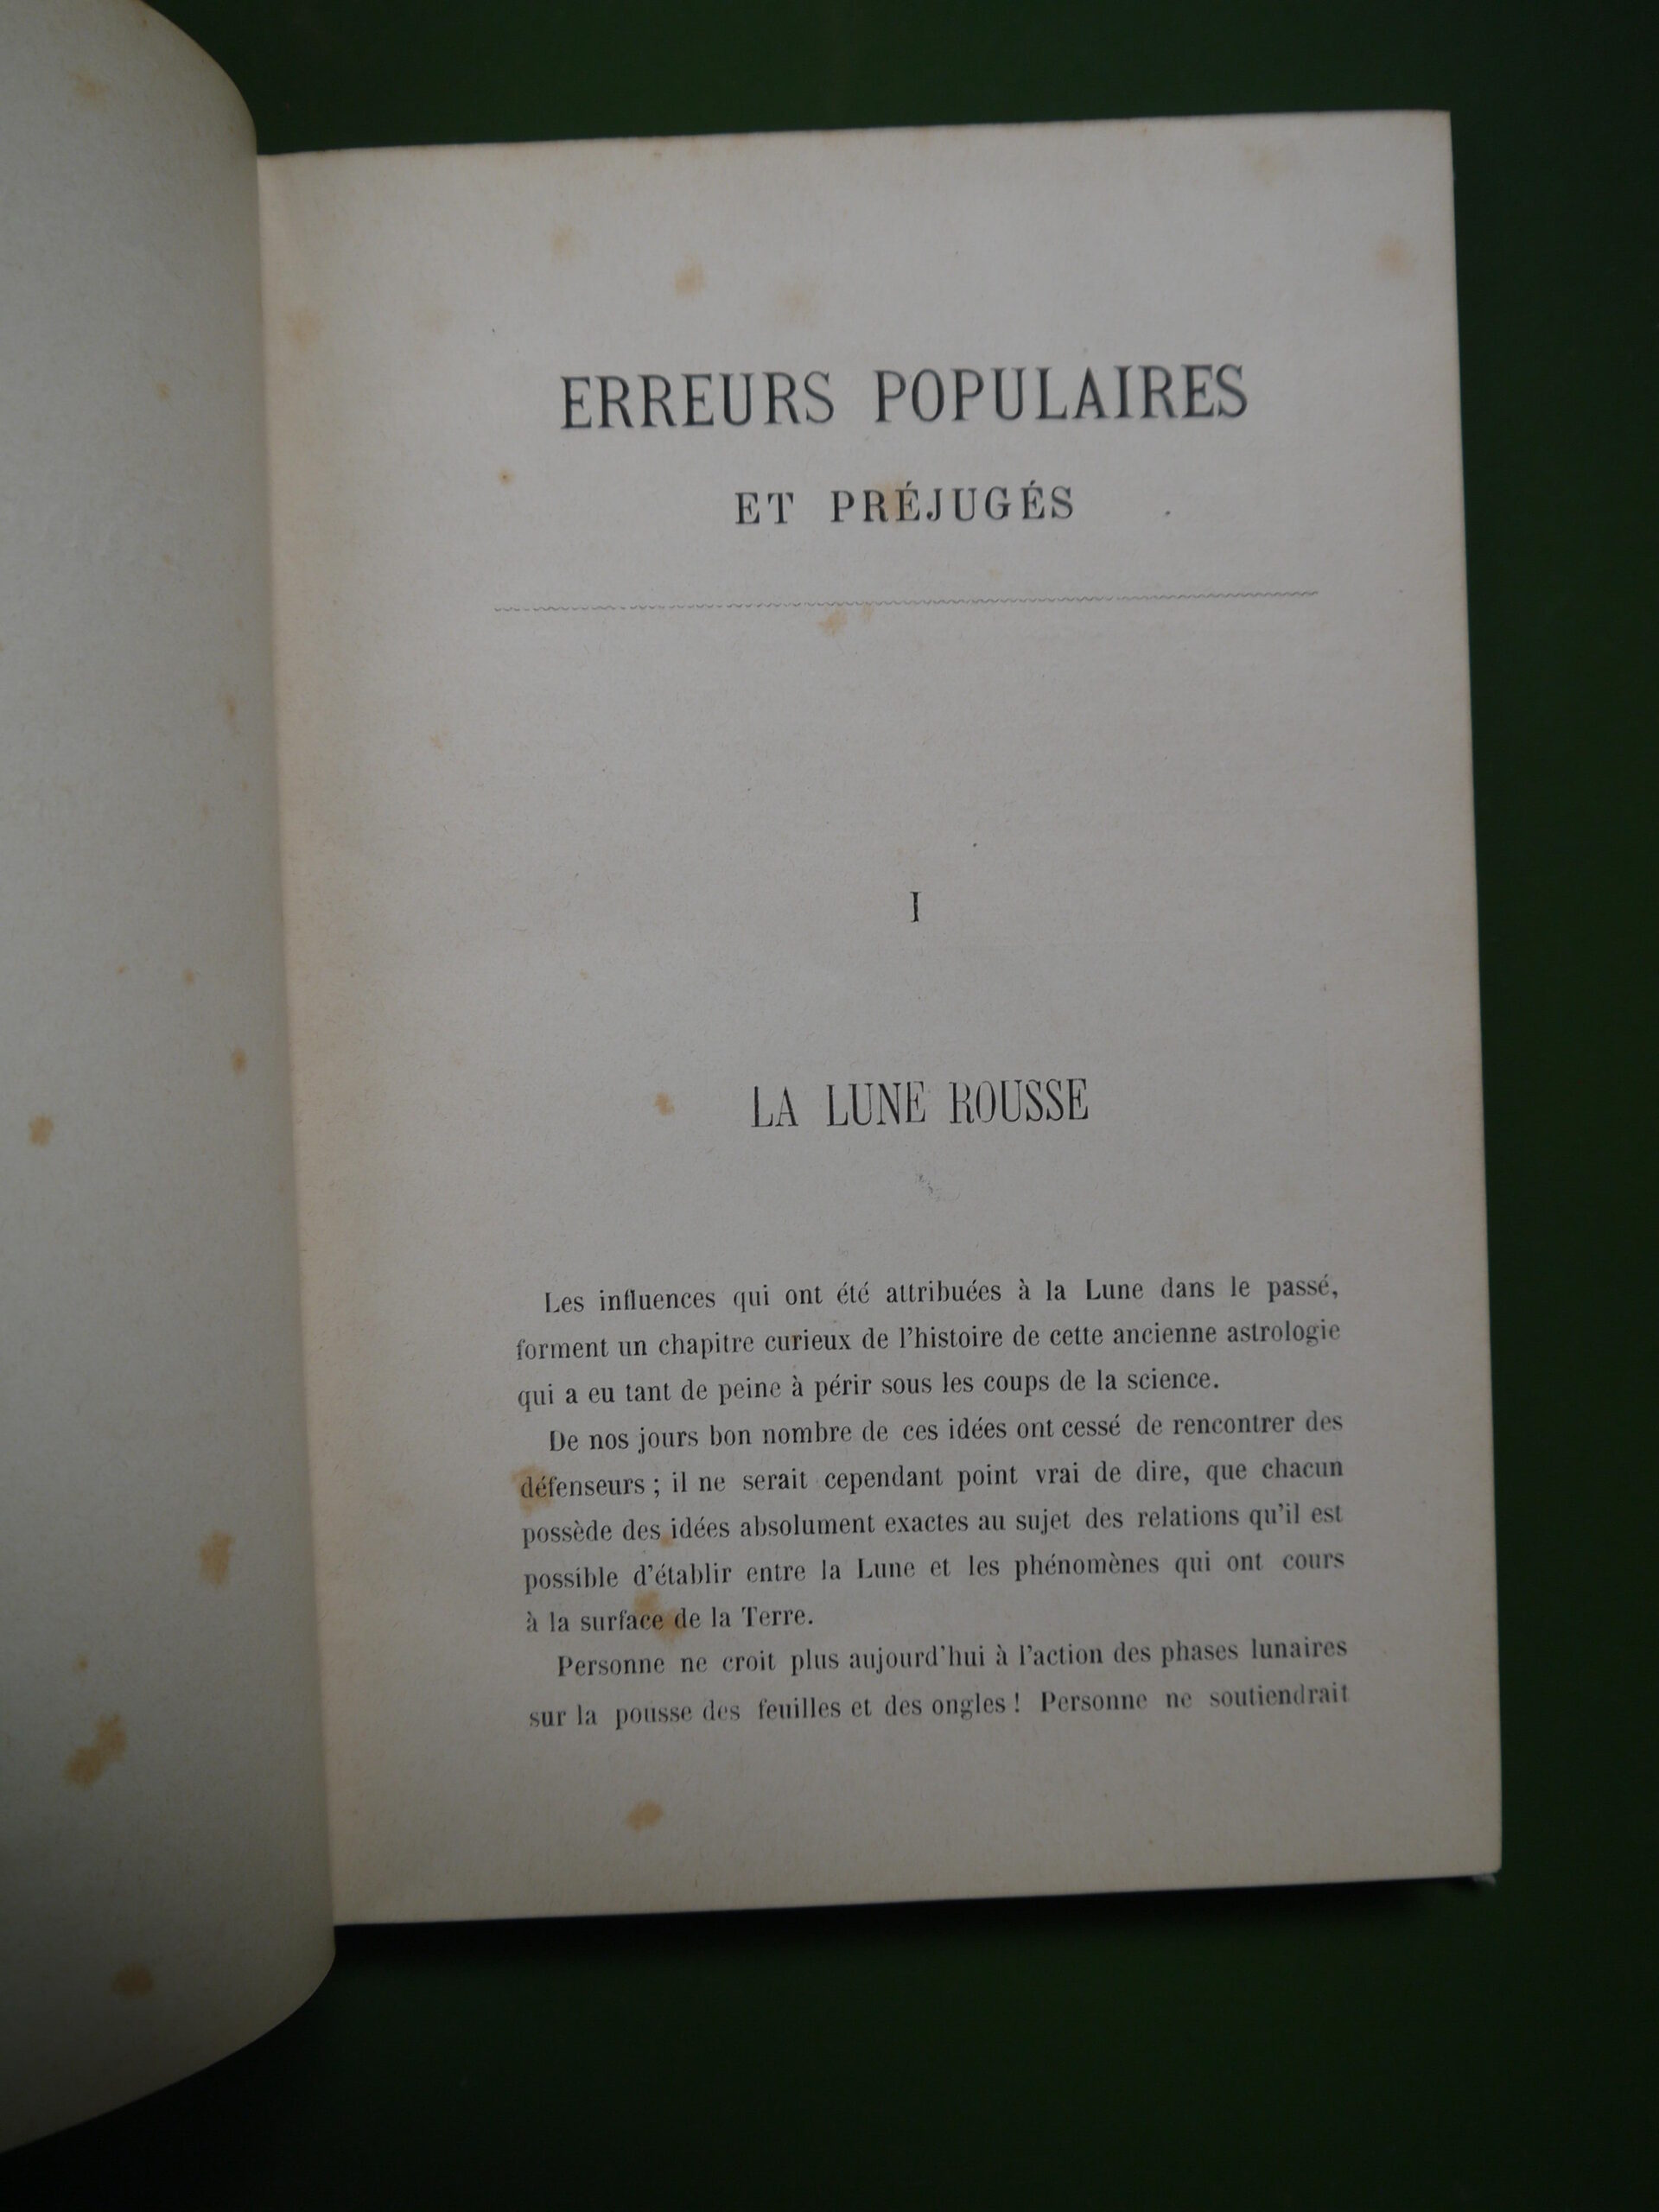 ERREURS POPULAIRES
ET PRÉJUGÉS
I
LA LUNE ROUSSE
Les influences qui ont été attribuées à la Lune dans le passé,
forment un chapitre curieux de l'histoire de cette ancienne astrologie
qui a eu tant de peine à périr sous les coups de la science.
De nos jours bon nombre de ces idées ont cessé de rencontrer des
défenseurs ; il ne serait cependant point vrai de dire, que chacun
possède des idées absolument exactes au sujet des relations qu'il est
possible d'établir entre la Lune et les phénomènes qui ont cours
à la surface de la Terre.
Personne ne croit plus aujourd'hui à l'action des phases lunaires
sur la pousse des feuilles et des ongles ! Personne ne soutiendrait